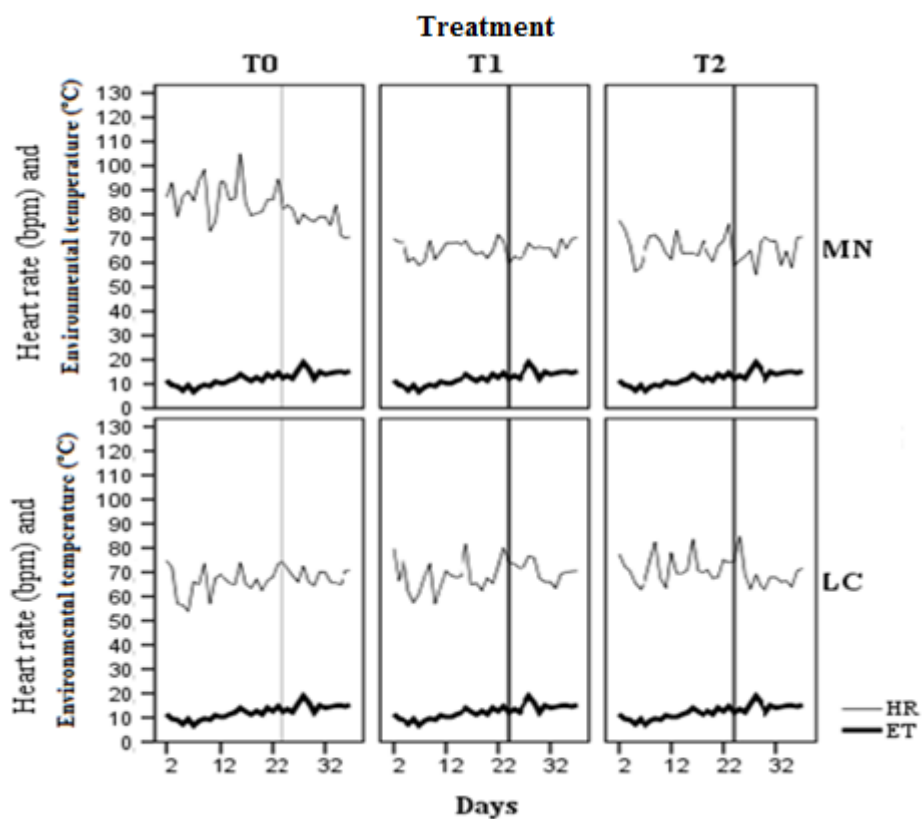 Treatment
T0 T1 T2
Heart rate (bpm) and
Environmental temperature (°C)
130
120
110
100
90
80
70
60
50
40
30
20
10
0
MN
Heart rate (bpm) and
Environmental temperature (°C)
130
120
110
100
90
80
70
60
50
40
30
20
10
0
LC
HR
ET
2 12 22 32 2 12 22 32 2 12 22 32
Days